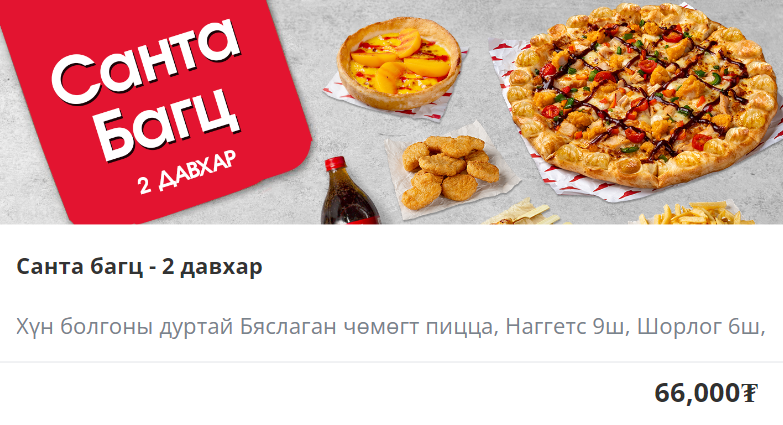 Санта
Багц
2 ДАВХАР
Санта багц - 2 давхар
Хүн болгоны дуртай Бяслаган чөмөгт пицца, Наггетс 9ш, Шорлог 6ш,
66,000₮